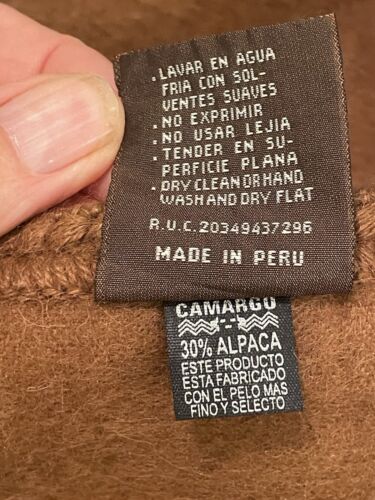 . LAVAR EN AGUA
FRIA CON SOL-
VENTES SUAVES
. NO EXPRIMIR
. NO USAR LEJIA
. TENDER EN SU-
PERFICIE PLANA
. DRY CLEAN OR HAND
WASH AND DRY FLAT
R.U.C. 20349437296
MADE IN PERU
CAMARGO
30% ALPACA
ESTE PRODUCTO
ESTA FABRICADO
CON EL PELO MAS
FINO Y SELECTO